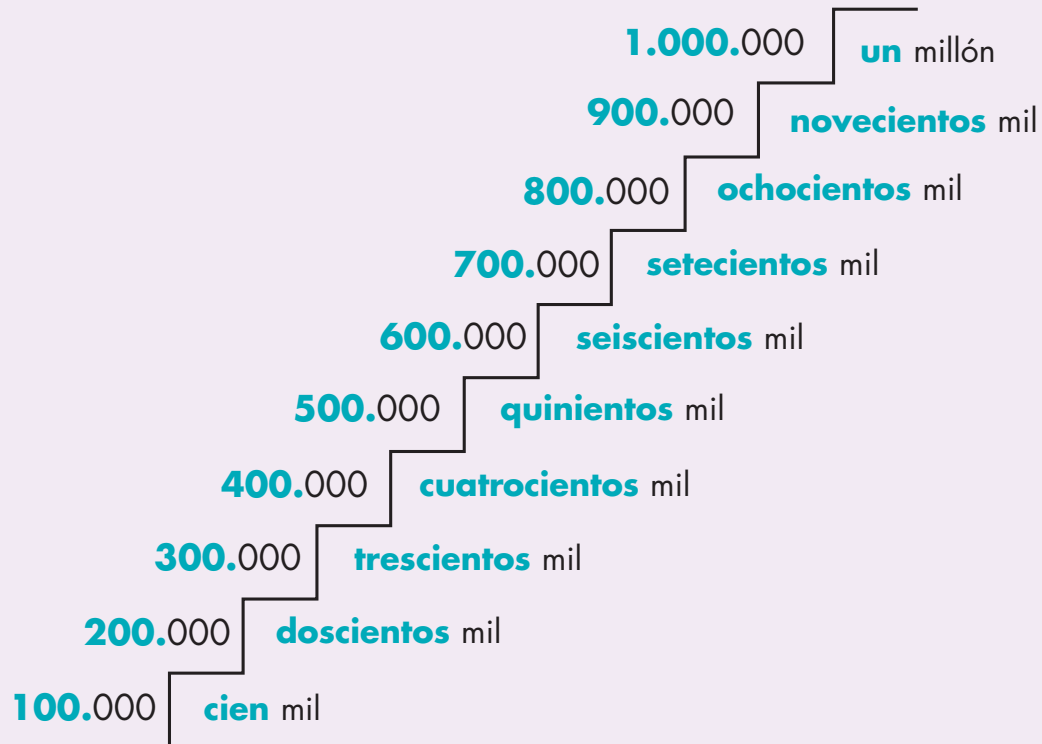 1.000.000 un millón
900.000 novecientos mil
800.000 ochocientos mil
700.000 setecientos mil
600.000 seiscientos mil
500.000 quinientos mil
400.000 cuatrocientos mil
300.000 trescientos mil
200.000 doscientos mil
100.000 cien mil